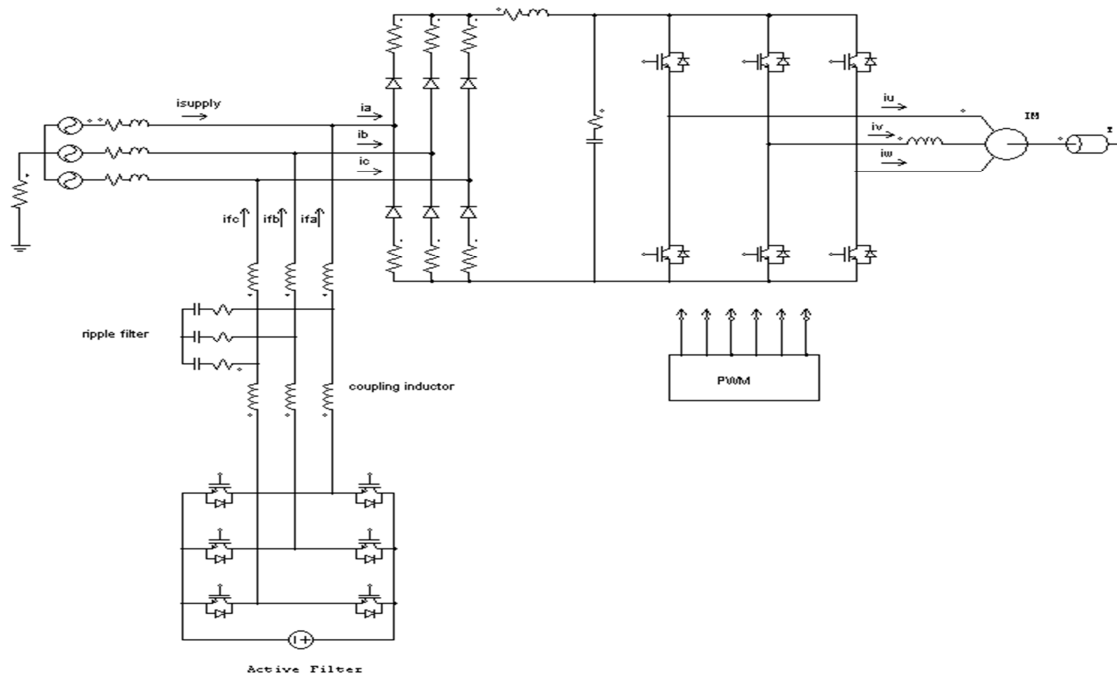 isupply
ia
ib
ic
ifc
ifb
ifa
ripple filter
coupling inductor
iu
iv
iw
IM
PWM
Active Filter